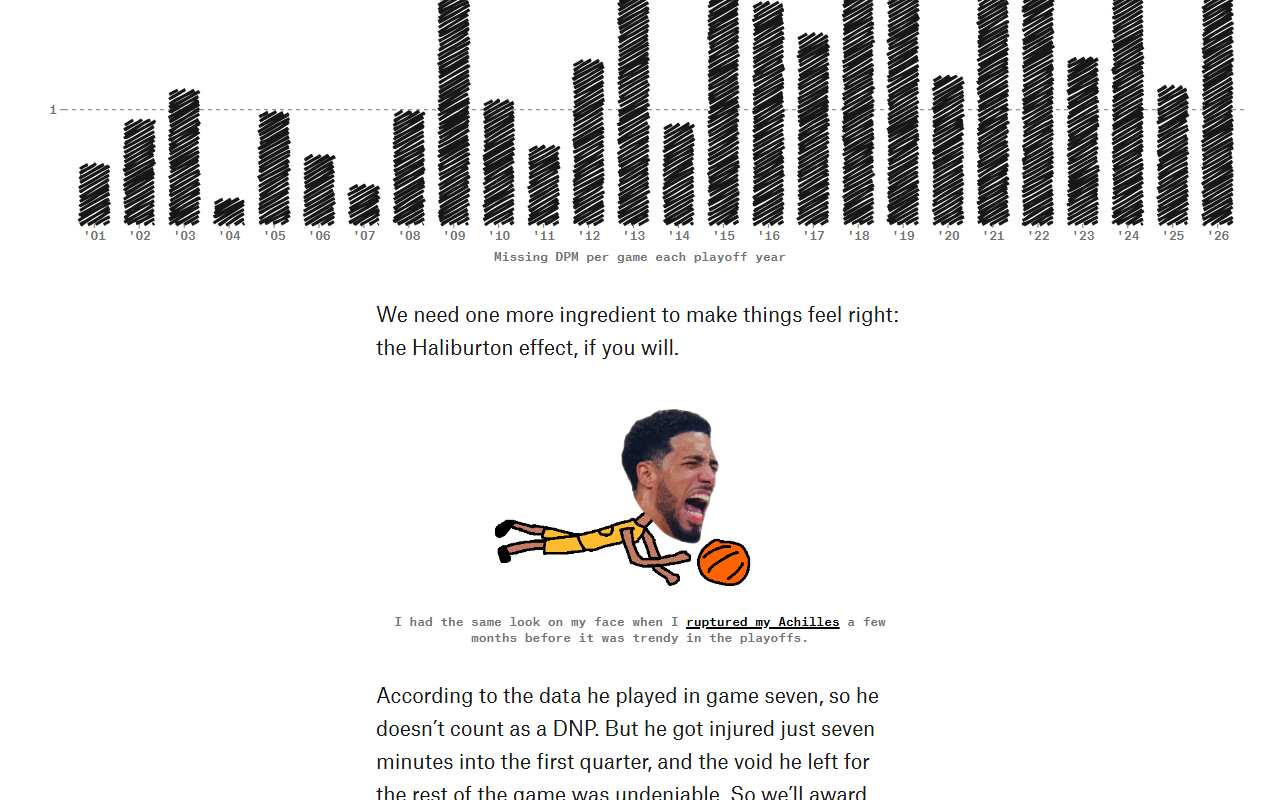 1
'01 '02 '03 '04 '05 '06 '07 '08 '09 '10 '11 '12 '13 '14 '15 '16 '17 '18 '19 '20 '21 '22 '23 '24 '25 '26
Missing DPM per game each playoff year
We need one more ingredient to make things feel right:
the Haliburton effect, if you will.
I had the same look on my face when I ruptured my Achilles a few
months before it was trendy in the playoffs.
According to the data he played in game seven, so he
doesn’t count as a DNP. But he got injured just seven
minutes into the first quarter, and the void he left for
the rest of the game was undeniable. So we’ll award